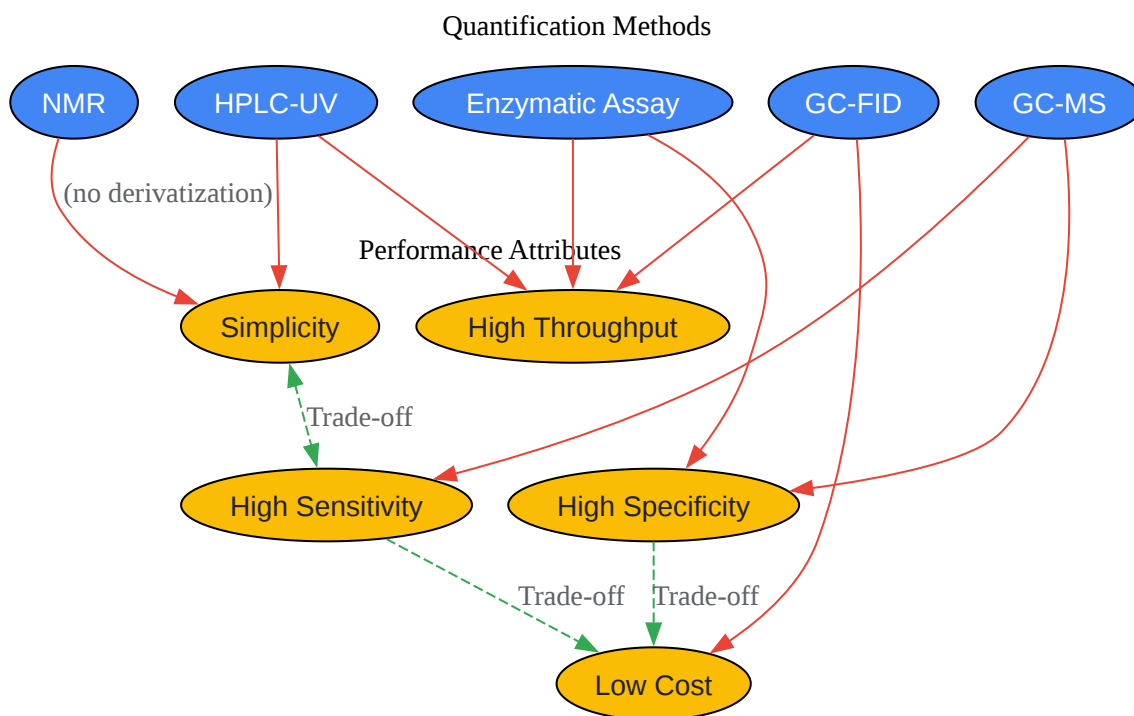 Quantification Methods
NMR
HPLC-UV
Enzymatic Assay
GC-FID
GC-MS
(no derivatization)
Performance Attributes
Simplicity
High Throughput
Trade-off
High Sensitivity
High Specificity
Trade-off
Trade-off
Low Cost